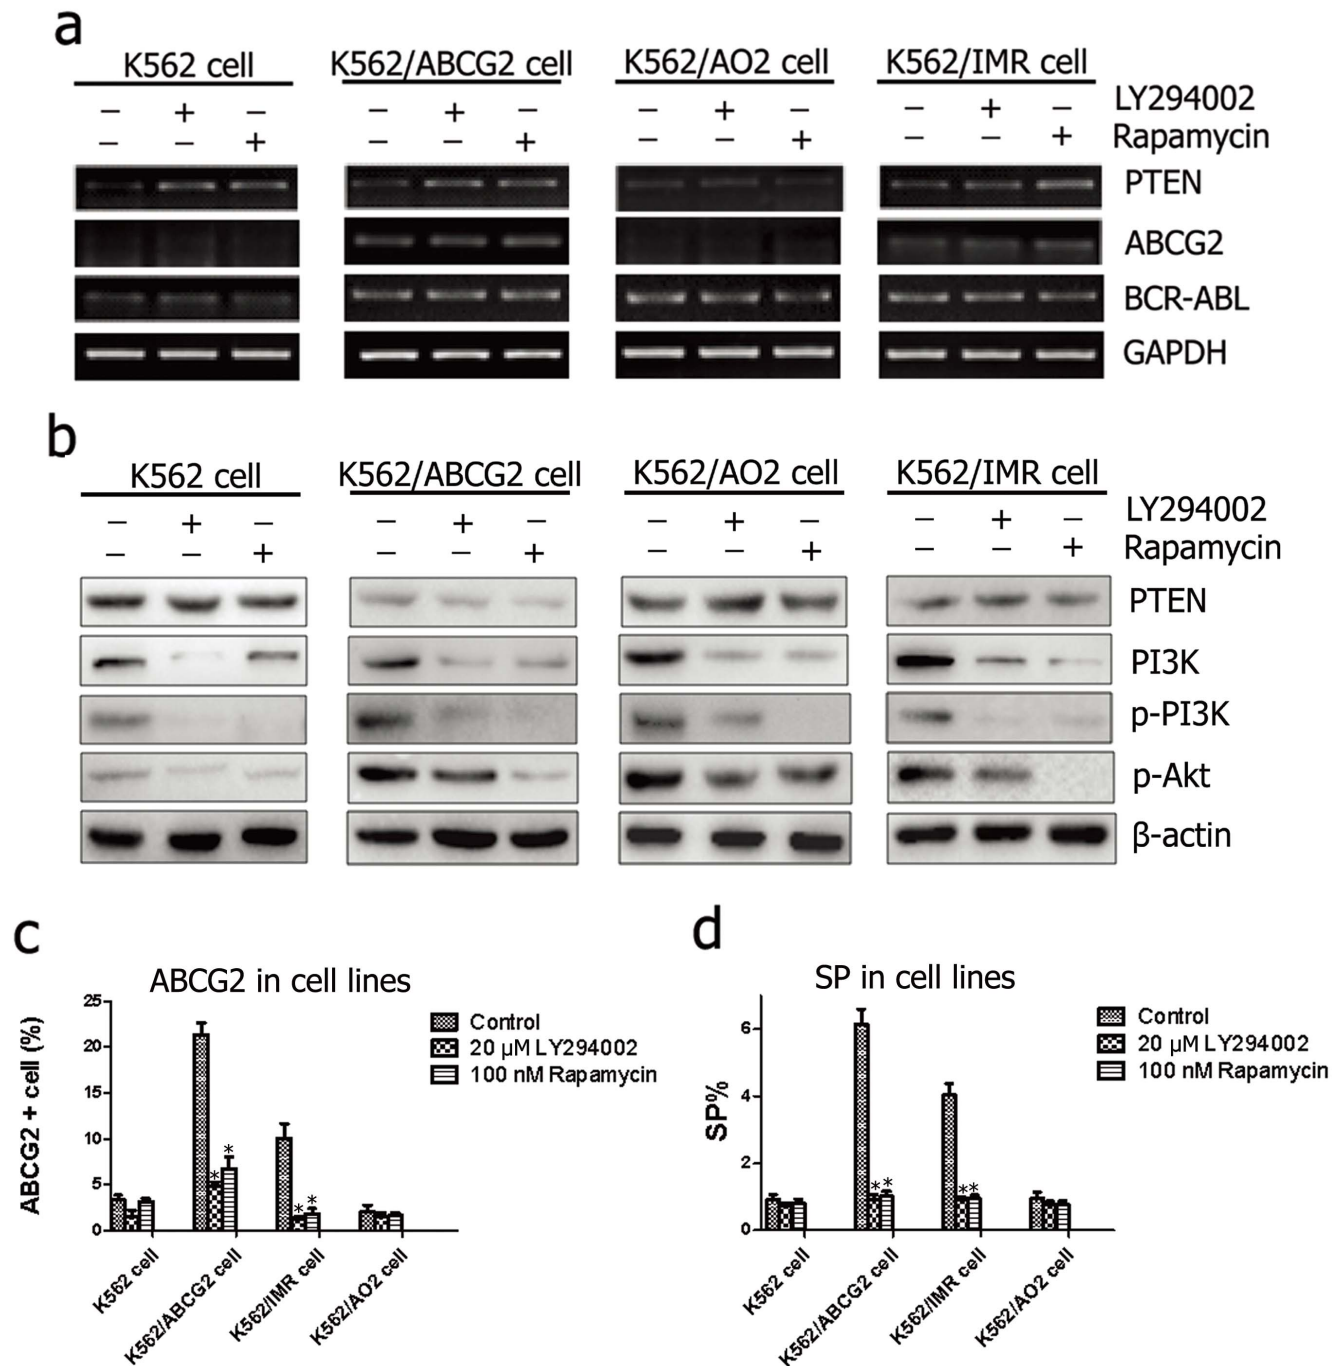 a
K562 cell K562/ABCG2 cell K562/AO2 cell K562/IMR cell
− + − − + − − + − − + − LY294002
− − + − − + − − + − − + Rapamycin
PTEN
ABCG2
BCR-ABL
GAPDH
b
K562 cell K562/ABCG2 cell K562/AO2 cell K562/IMR cell
− + − − + − − + − − + − LY294002
− − + − − + − − + − − + Rapamycin
PTEN
PI3K
p-PI3K
p-Akt
β-actin
c
ABCG2 in cell lines
ABCG2 + cell (%)
25
20
15
10
5
0
* * * *
Control
20 µM LY294002
100 nM Rapamycin
K562 cell
K562/ABCG2 cell
K562/IMR cell
K562/AO2 cell
d
SP in cell lines
SP%
6
4
2
0
** **
Control
20 µM LY294002
100 nM Rapamycin
K562 cell
K562/ABCG2 cell
K562/IMR cell
K562/AO2 cell